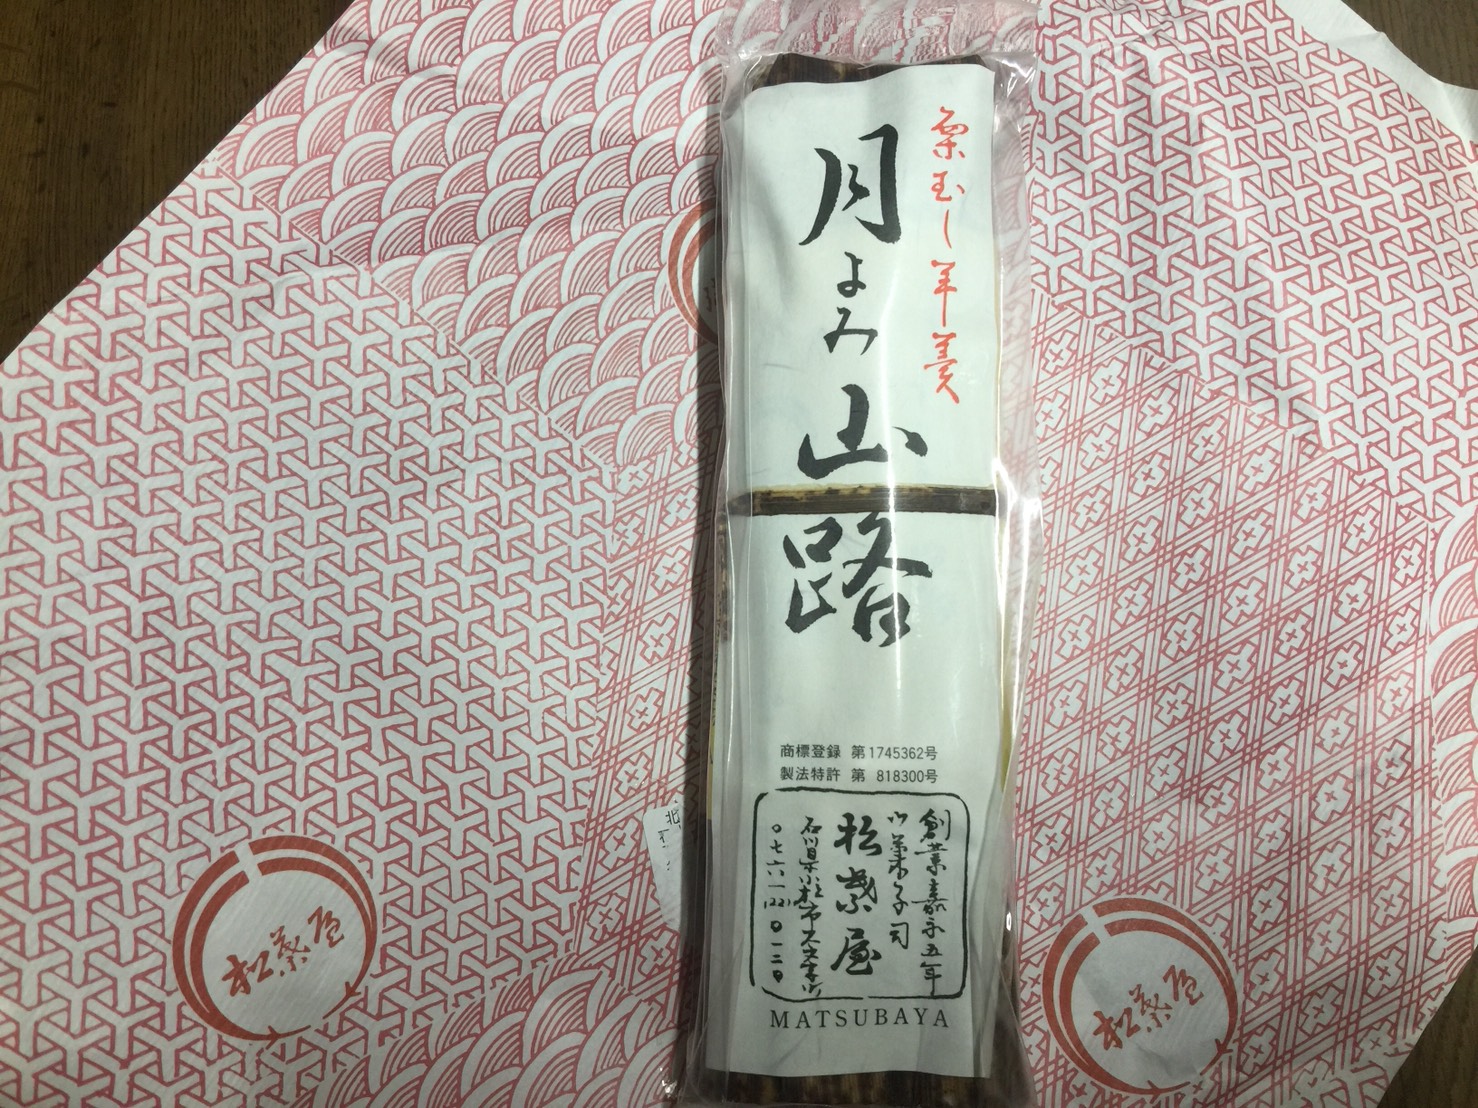 栗むし羊羹
月よみ山路
商標登録 第1745362号
製法特許 第 818300号
創業嘉永五年
御菓子司
松葉屋
石川県小松市大文字町
〇七六一(22)〇一二〇
MATSUBAYA
松葉屋
松葉屋
北